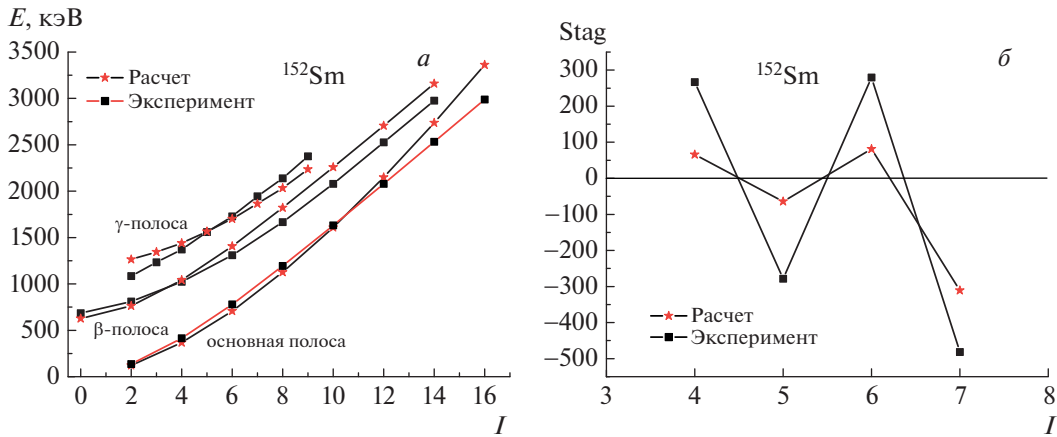 E, кэВ
3500
3000
2500
2000
1500
1000
500
0
Расчет
Эксперимент
¹⁵²Sm
а
γ-полоса
β-полоса
основная полоса
0 2 4 6 8 10 12 14 16
I
Stag
300
200
100
0
−100
−200
−300
−400
−500
¹⁵²Sm
б
Расчет
Эксперимент
3 4 5 6 7 8
I